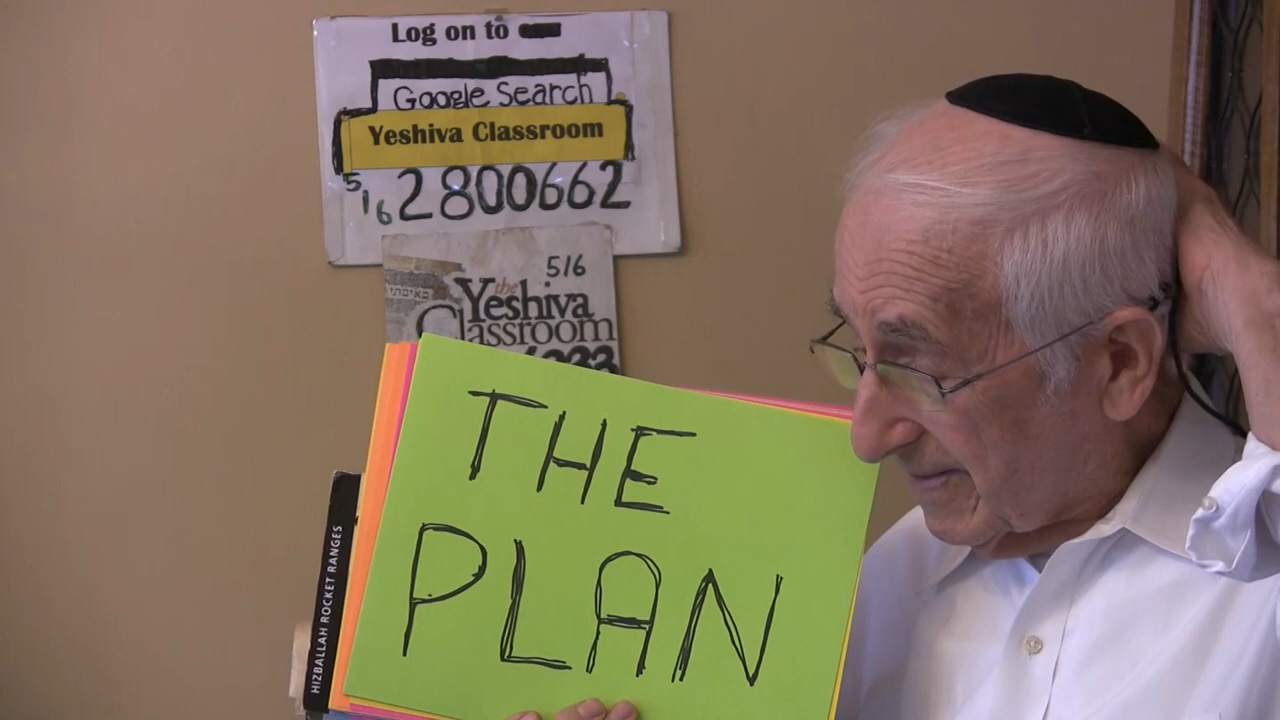 Log on to
Google Search
Yeshiva Classroom
516 2800662
516
the
Yeshiva
Classroom
THE
PLAN
HIZBALLAH ROCKET RANGES